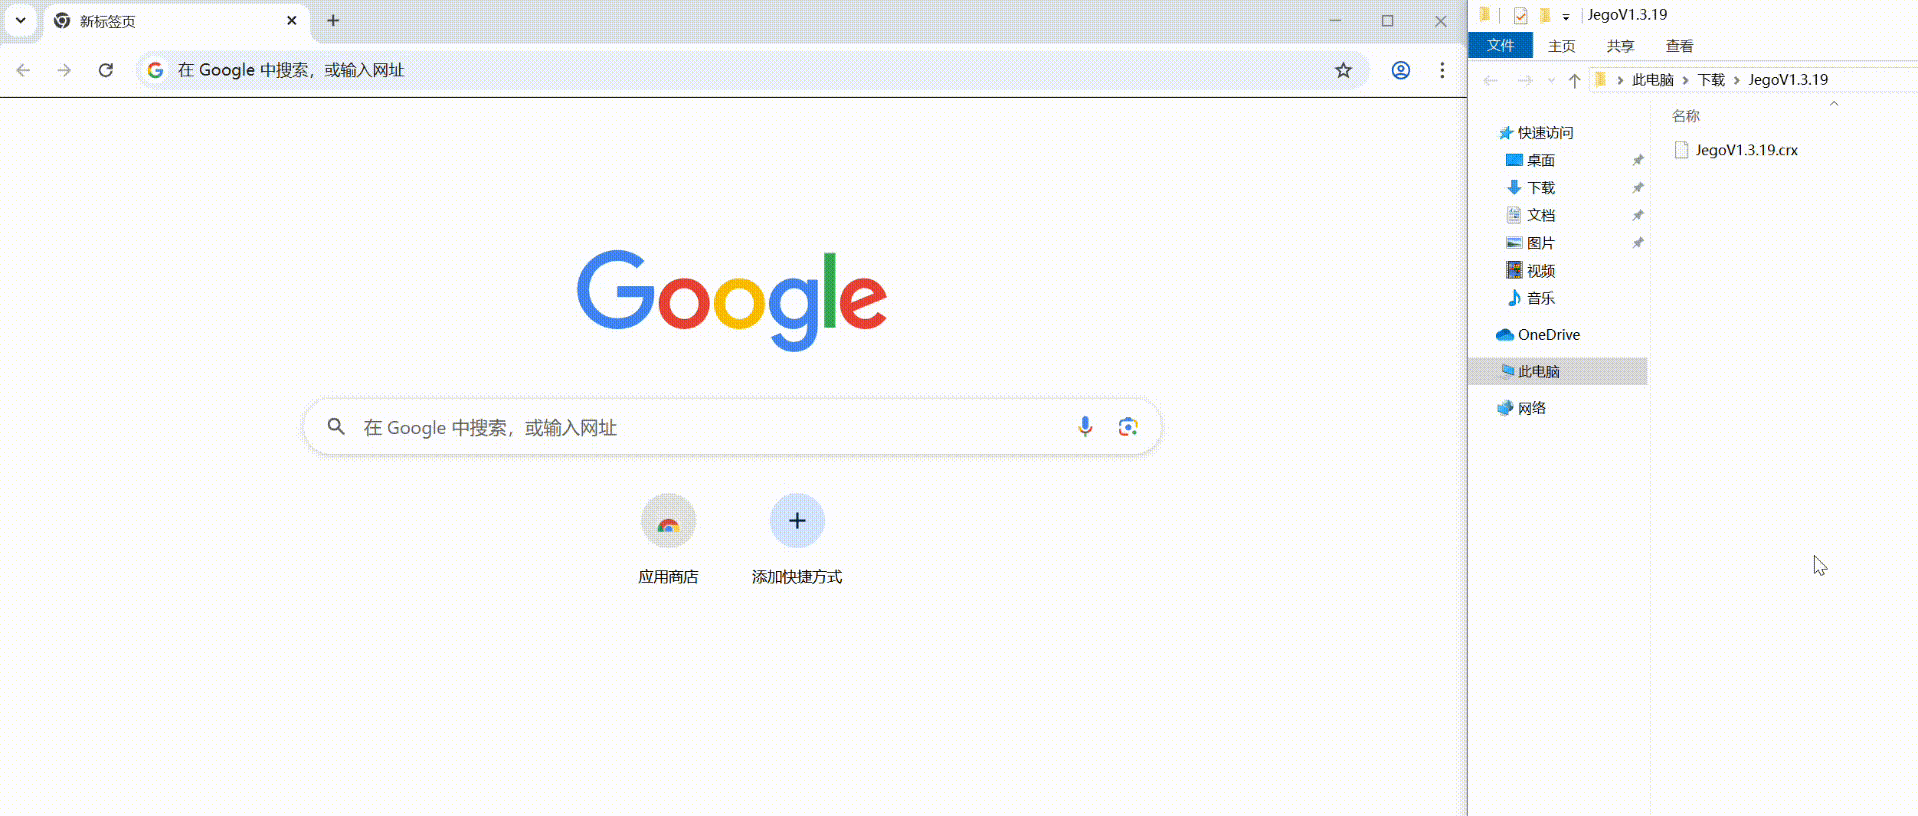 新标签页
在 Google 中搜索，或输入网址
Google
在 Google 中搜索，或输入网址
应用商店
添加快捷方式
JegoV1.3.19
文件 主页 共享 查看
此电脑 下载 JegoV1.3.19
名称
JegoV1.3.19.crx
快速访问
桌面
下载
文档
图片
视频
音乐
OneDrive
此电脑
网络